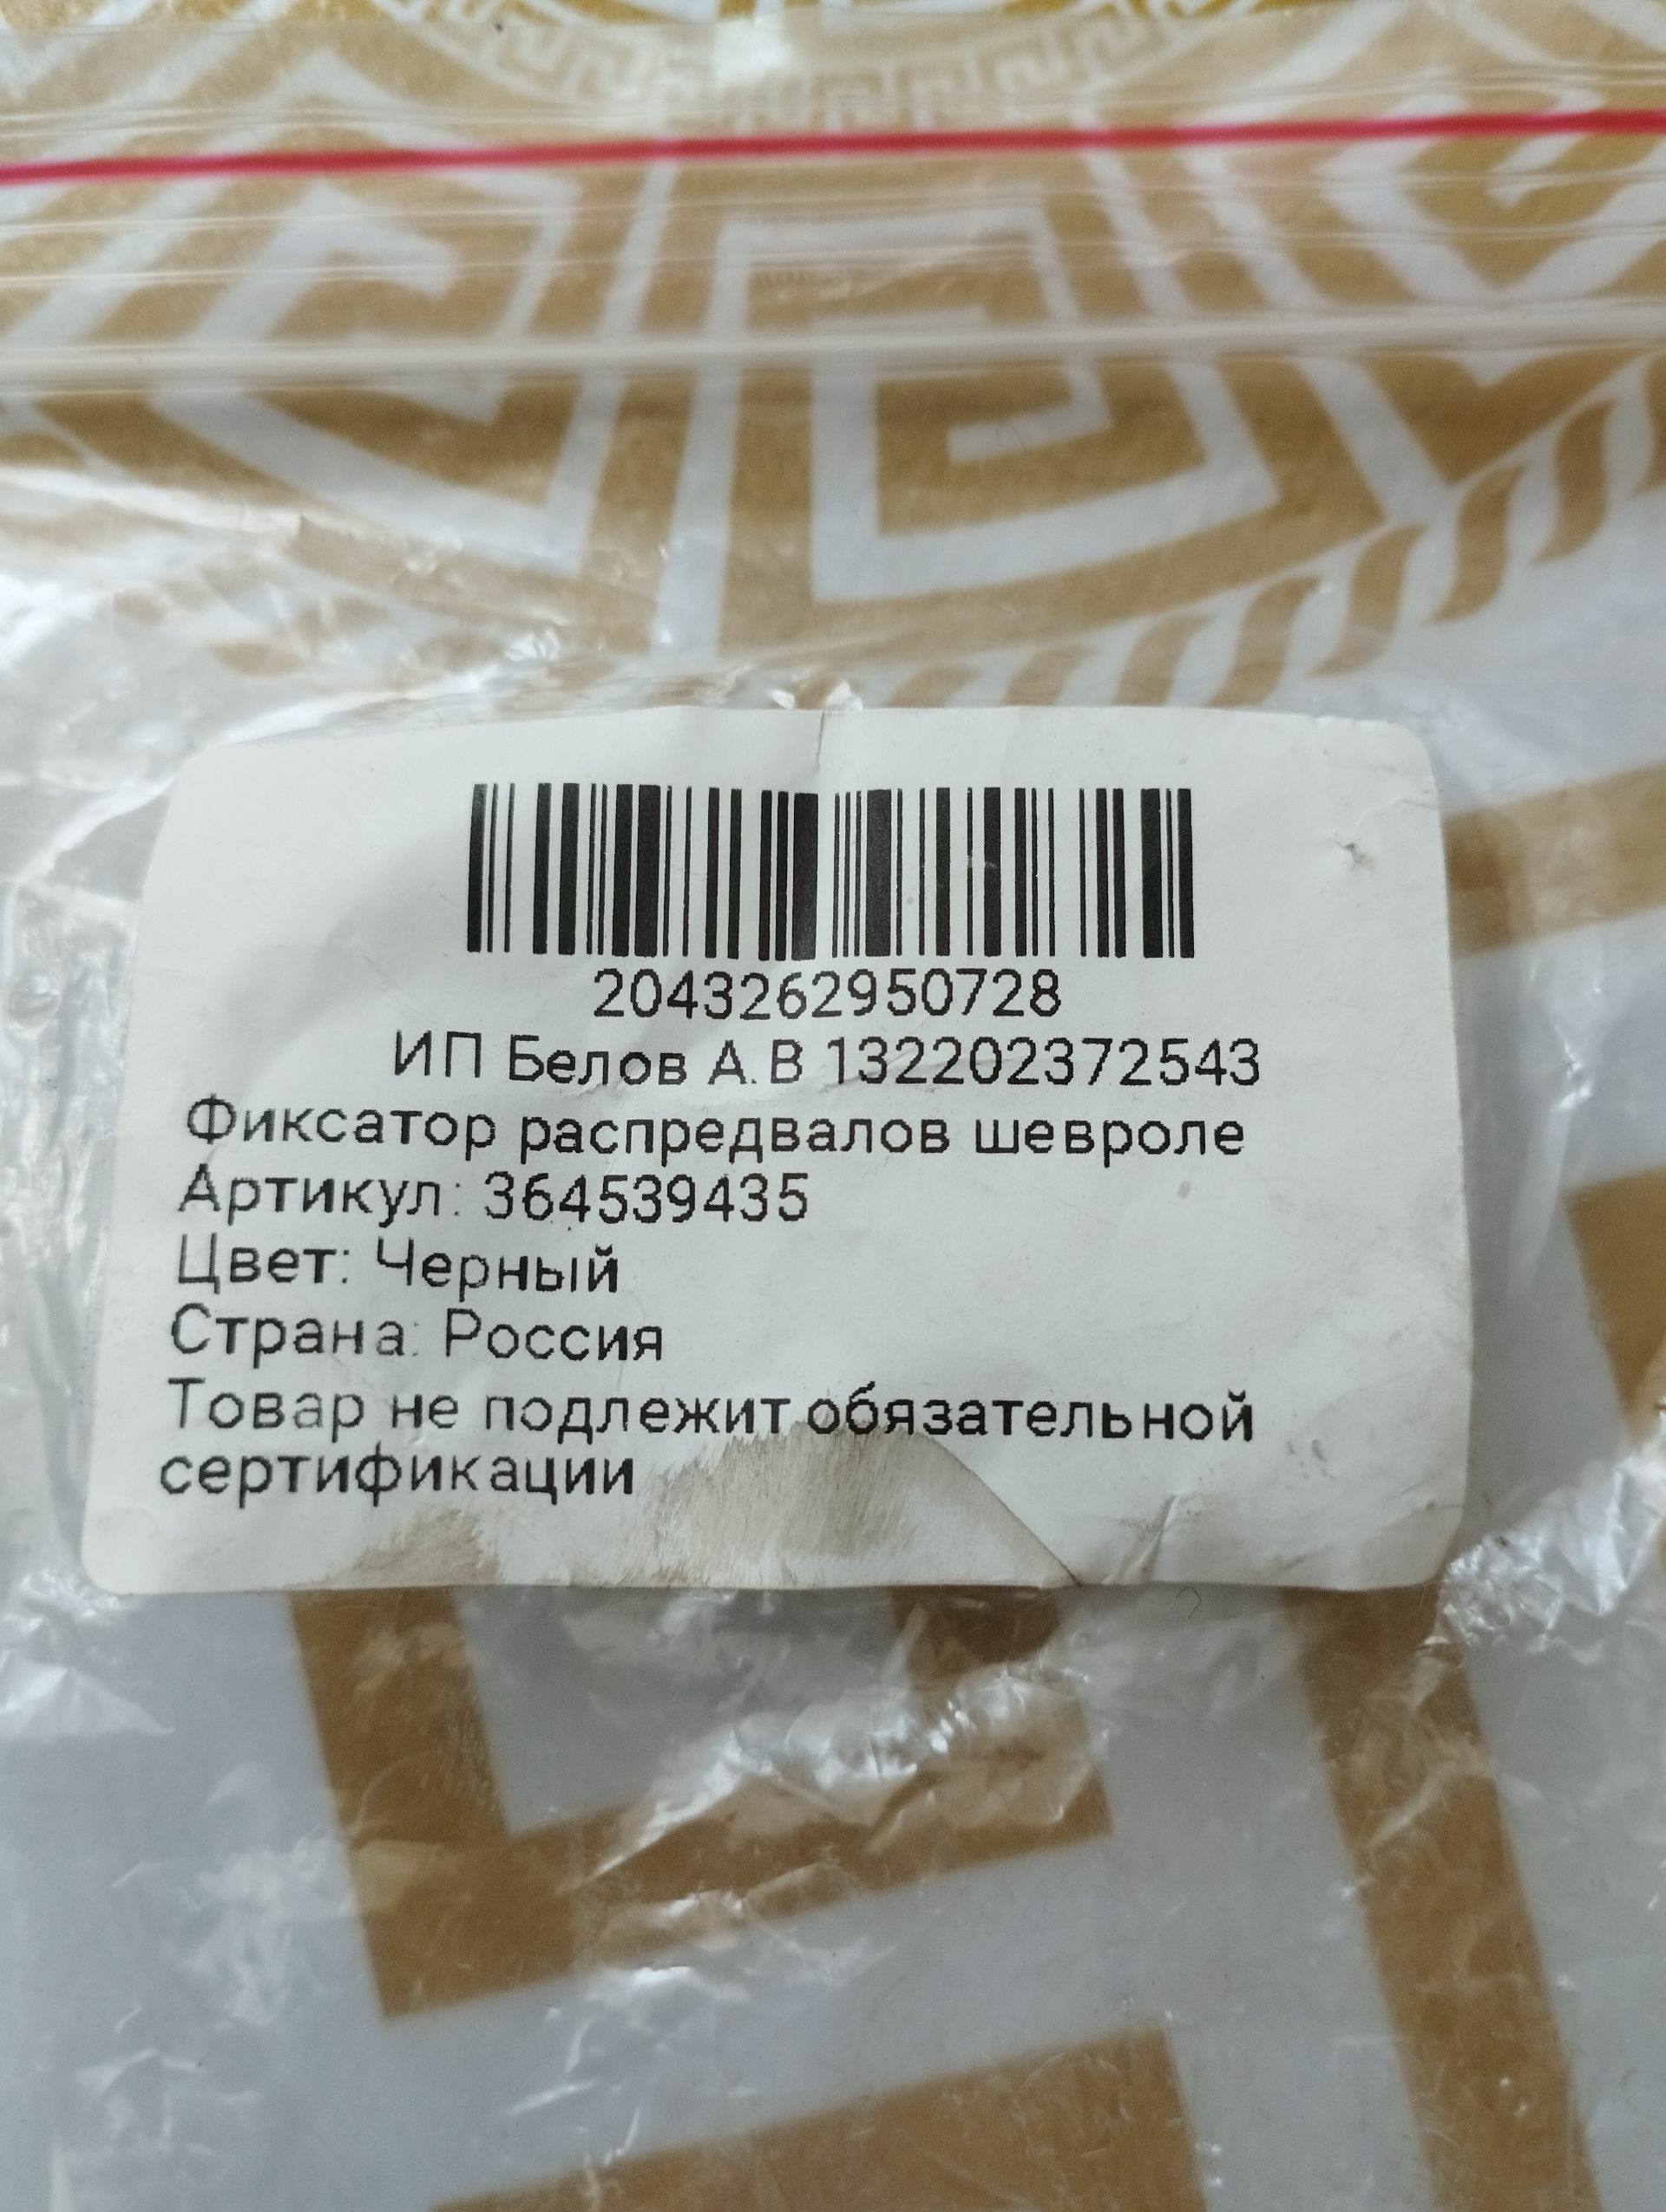 2043262950728
ИП Белов А.В 132202372543
Фиксатор распредвалов шевроле
Артикул: 364539435
Цвет: Черный
Страна: Россия
Товар не подлежит обязательной
сертификации